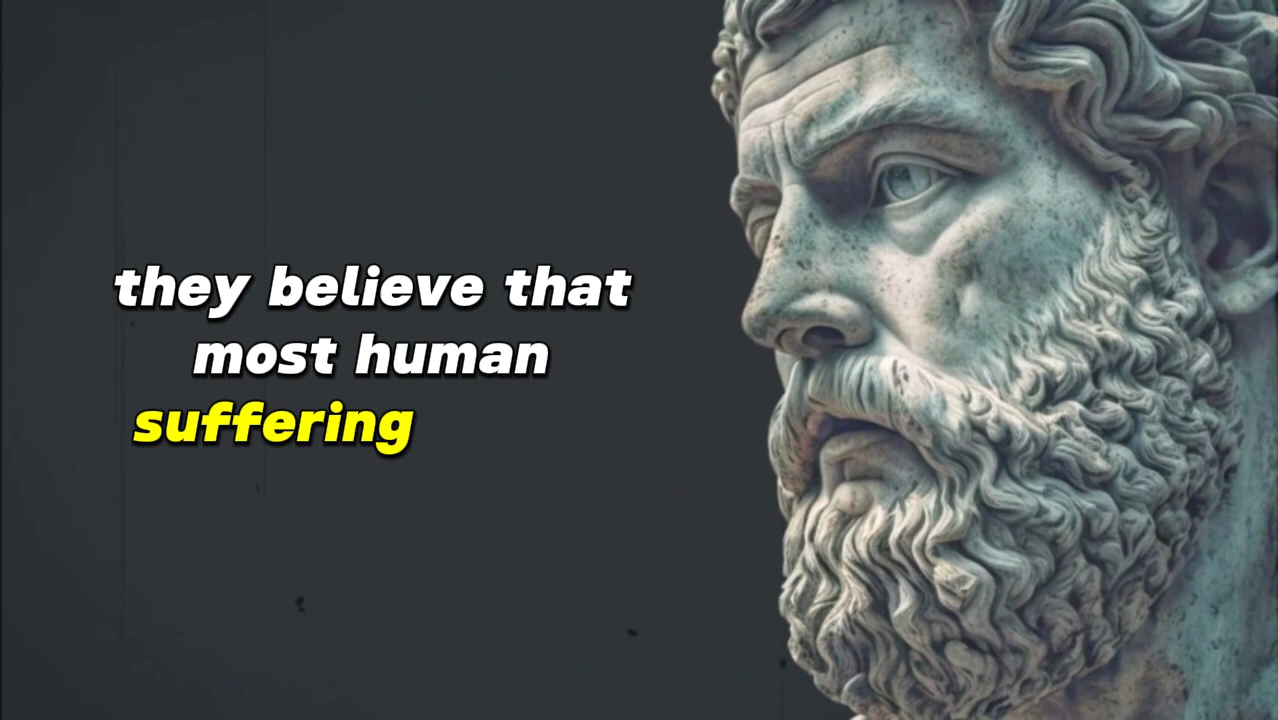 they believe that
most human
suffering